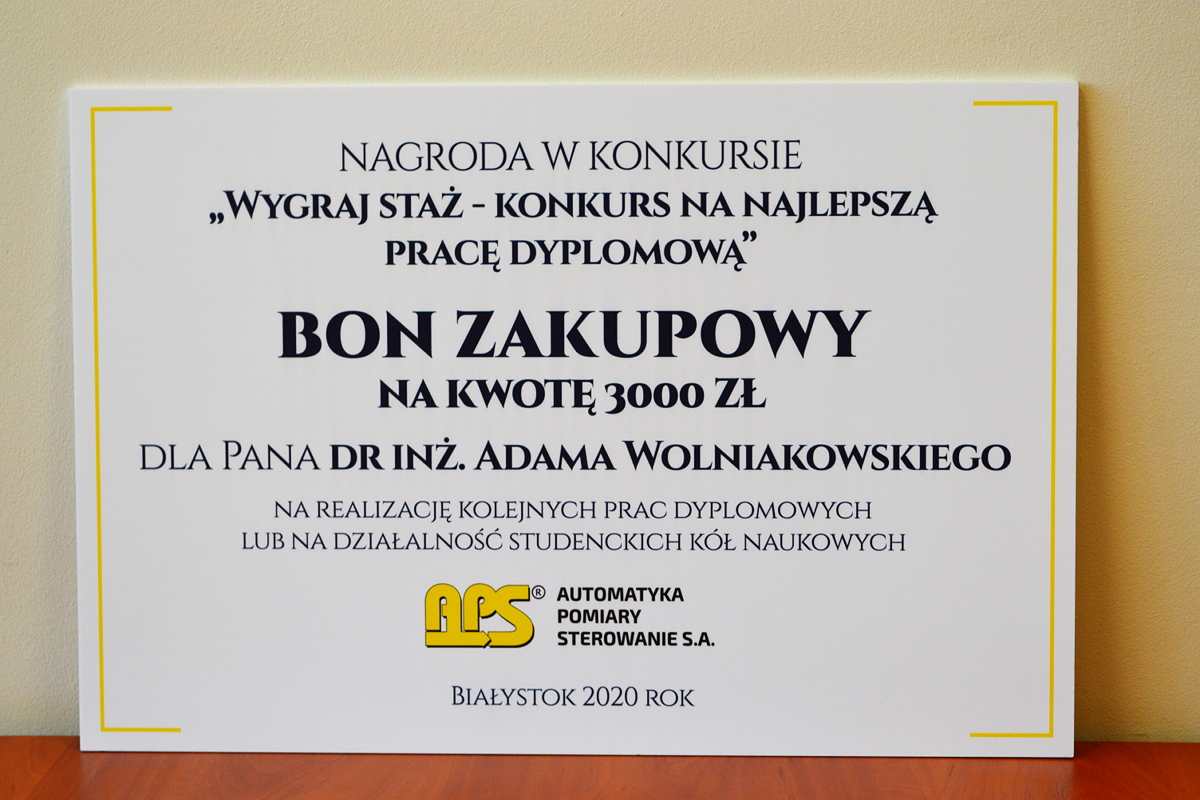 NAGRODA W KONKURSIE
„WYGRAJ STAŻ - KONKURS NA NAJLEPSZĄ
PRACĘ DYPLOMOWĄ”
BON ZAKUPOWY
NA KWOTĘ 3000 ZŁ
DLA PANA DR INŻ. ADAMA WOLNIAKOWSKIEGO
NA REALIZACJĘ KOLEJNYCH PRAC DYPLOMOWYCH
LUB NA DZIAŁALNOŚĆ STUDENCKICH KÓŁ NAUKOWYCH
APS® AUTOMATYKA
POMIARY
STEROWANIE S.A.
BIAŁYSTOK 2020 ROK